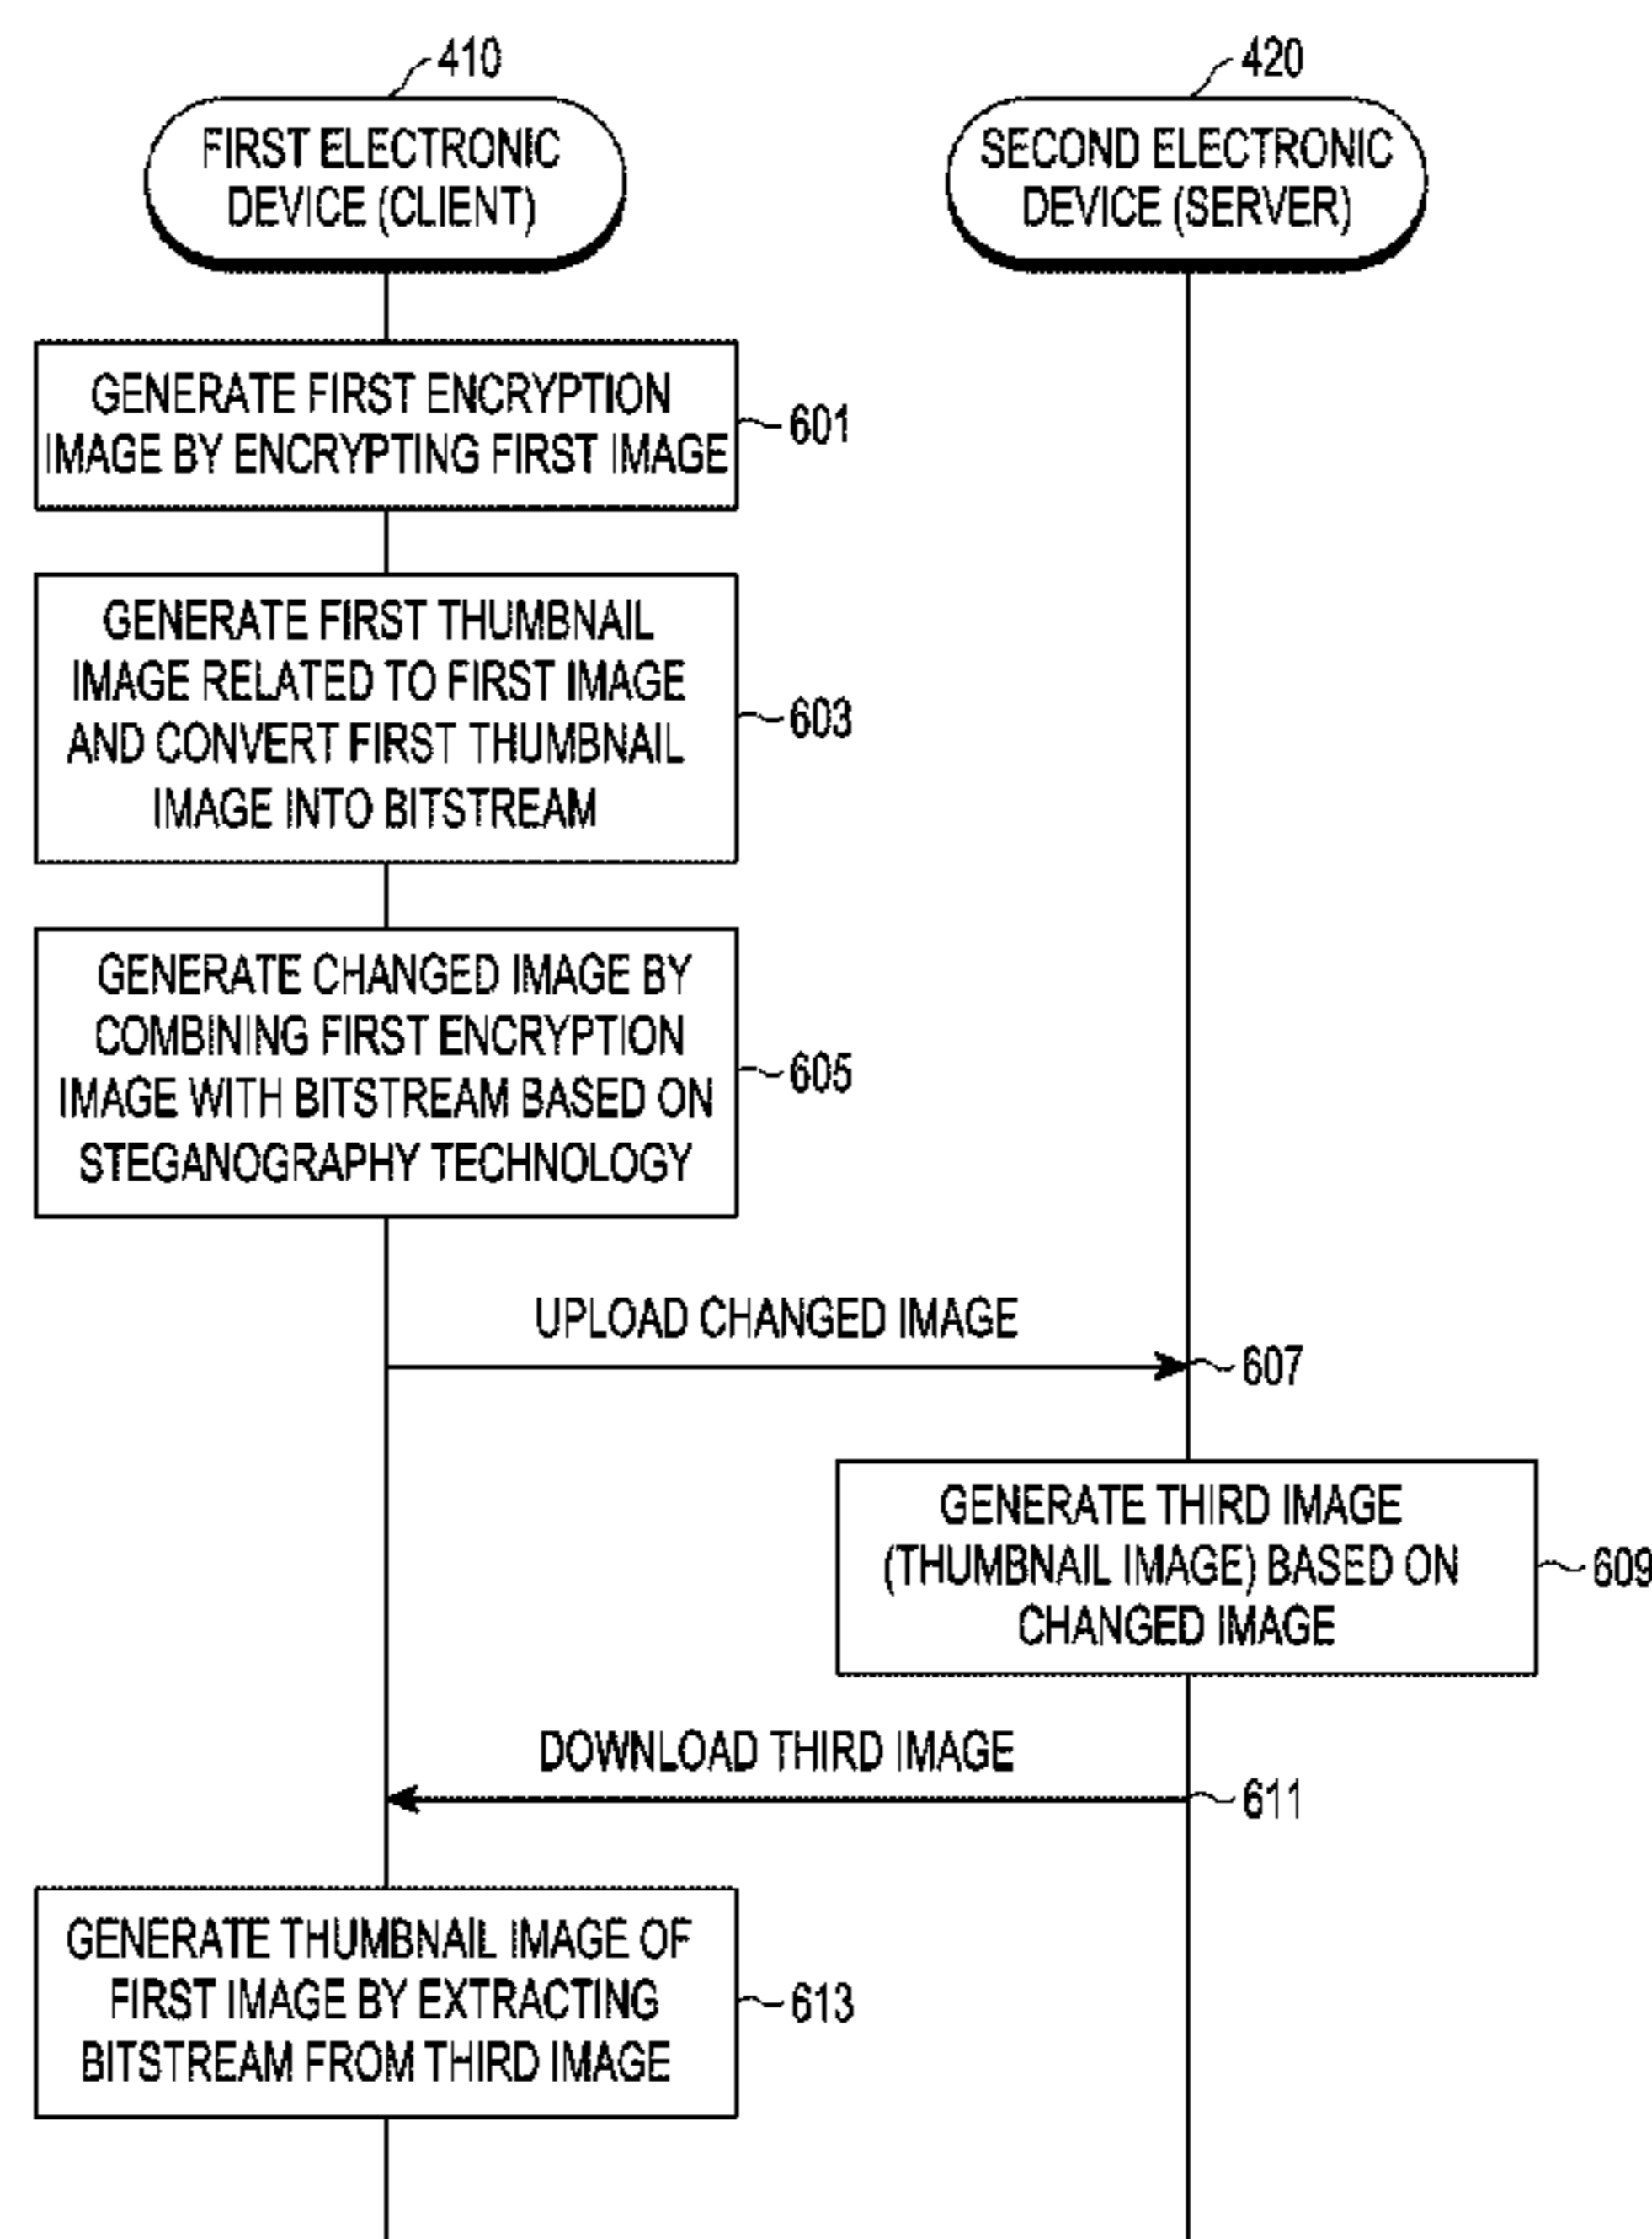 410
FIRST ELECTRONIC
DEVICE (CLIENT)
420
SECOND ELECTRONIC
DEVICE (SERVER)
GENERATE FIRST ENCRYPTION
IMAGE BY ENCRYPTING FIRST IMAGE
601
GENERATE FIRST THUMBNAIL
IMAGE RELATED TO FIRST IMAGE
AND CONVERT FIRST THUMBNAIL
IMAGE INTO BITSTREAM
603
GENERATE CHANGED IMAGE BY
COMBINING FIRST ENCRYPTION
IMAGE WITH BITSTREAM BASED ON
STEGANOGRAPHY TECHNOLOGY
605
UPLOAD CHANGED IMAGE
607
GENERATE THIRD IMAGE
(THUMBNAIL IMAGE) BASED ON
CHANGED IMAGE
609
DOWNLOAD THIRD IMAGE
611
GENERATE THUMBNAIL IMAGE OF
FIRST IMAGE BY EXTRACTING
BITSTREAM FROM THIRD IMAGE
613